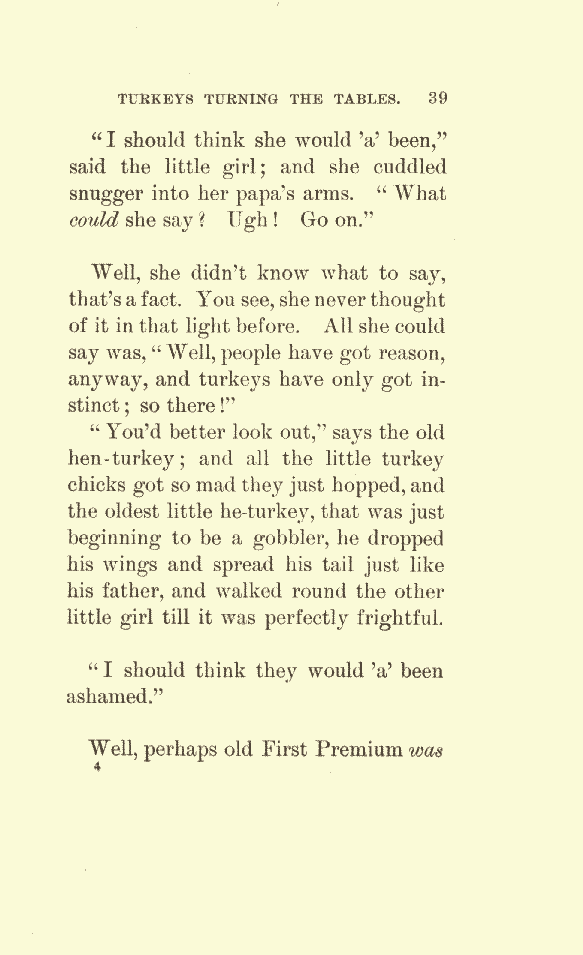 TURKEYS TURNING THE TABLES. 39
“I should think she would ’a’ been,”
said the little girl; and she cuddled
snugger into her papa’s arms. “What
could she say? Ugh! Go on.”
Well, she didn’t know what to say,
that’s a fact. You see, she never thought
of it in that light before. All she could
say was, “Well, people have got reason,
anyway, and turkeys have only got in-
stinct; so there!”
“You’d better look out,” says the old
hen-turkey; and all the little turkey
chicks got so mad they just hopped, and
the oldest little he-turkey, that was just
beginning to be a gobbler, he dropped
his wings and spread his tail just like
his father, and walked round the other
little girl till it was perfectly frightful.
“I should think they would ’a’ been
ashamed.”
Well, perhaps old First Premium was
4